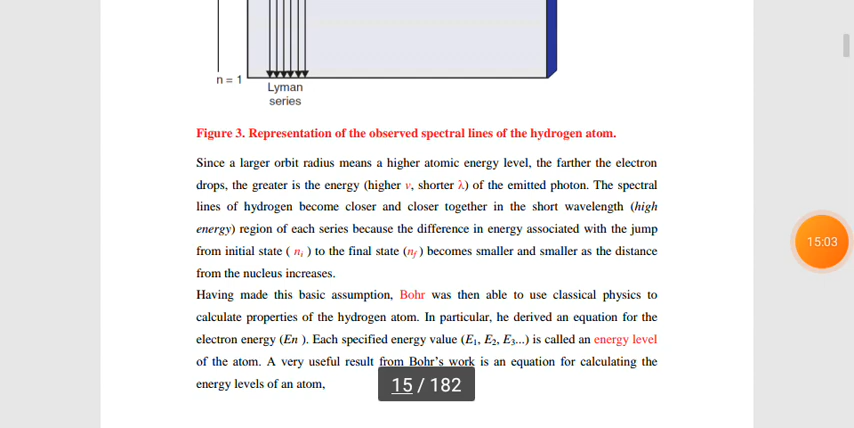 n = 1
Lyman
series
Figure 3. Representation of the observed spectral lines of the hydrogen atom.
Since a larger orbit radius means a higher atomic energy level, the farther the electron
drops, the greater is the energy (higher ν, shorter λ) of the emitted photon. The spectral
lines of hydrogen become closer and closer together in the short wavelength (high
energy) region of each series because the difference in energy associated with the jump
from initial state ( nᵢ ) to the final state (n_f ) becomes smaller and smaller as the distance
from the nucleus increases.
Having made this basic assumption, Bohr was then able to use classical physics to
calculate properties of the hydrogen atom. In particular, he derived an equation for the
electron energy (En ). Each specified energy value (E₁, E₂, E₃...) is called an energy level
of the atom. A very useful result from Bohr's work is an equation for calculating the
energy levels of an atom,
15 / 182
15:03